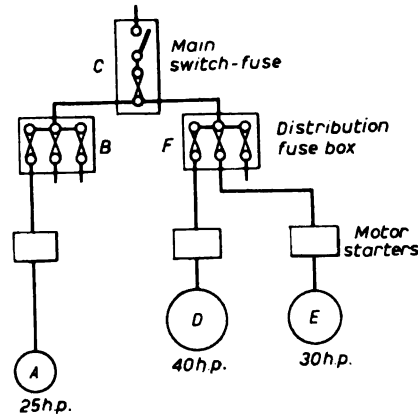 C
Main
switch-fuse
B
F
Distribution
fuse box
Motor
starters
A
D
E
25h.p.
40h.p.
30h.p.